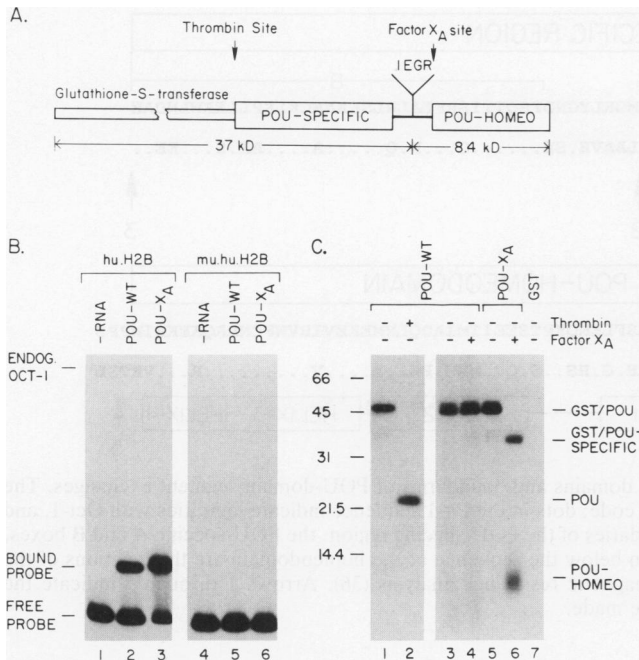 A.
Thrombin Site
Factor XA site
IEGR
Glutathione-S-transferase
POU-SPECIFIC
POU-HOMEO
37 kD
8.4 kD
B.
hu.H2B
mu.hu.H2B
-RNA
POU-WT
POU-XA
-RNA
POU-WT
POU-XA
ENDOG. OCT-1
BOUND PROBE
FREE PROBE
1 2 3 4 5 6
C.
POU-WT
POU-XA
GST
- + - - - - - Thrombin
- - - + - + - Factor XA
66
45
31
21.5
14.4
GST/POU
GST/POU-SPECIFIC
POU
POU-HOMEO
1 2 3 4 5 6 7